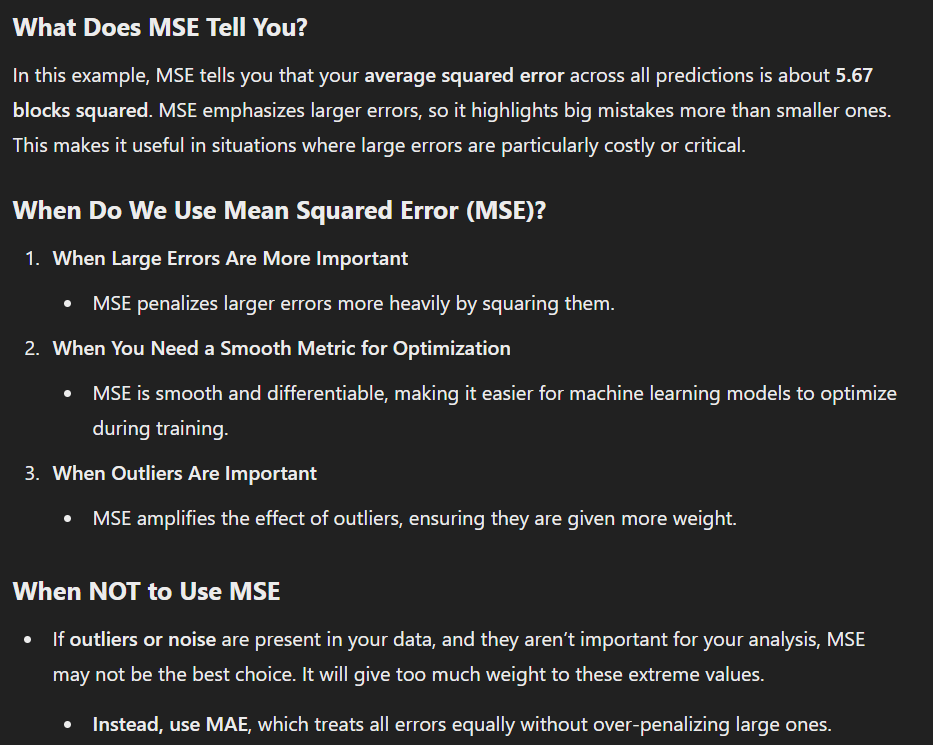 What Does MSE Tell You?
In this example, MSE tells you that your average squared error across all predictions is about 5.67
blocks squared. MSE emphasizes larger errors, so it highlights big mistakes more than smaller ones.
This makes it useful in situations where large errors are particularly costly or critical.
When Do We Use Mean Squared Error (MSE)?
1. When Large Errors Are More Important
• MSE penalizes larger errors more heavily by squaring them.
2. When You Need a Smooth Metric for Optimization
• MSE is smooth and differentiable, making it easier for machine learning models to optimize
during training.
3. When Outliers Are Important
• MSE amplifies the effect of outliers, ensuring they are given more weight.
When NOT to Use MSE
• If outliers or noise are present in your data, and they aren’t important for your analysis, MSE
may not be the best choice. It will give too much weight to these extreme values.
• Instead, use MAE, which treats all errors equally without over-penalizing large ones.